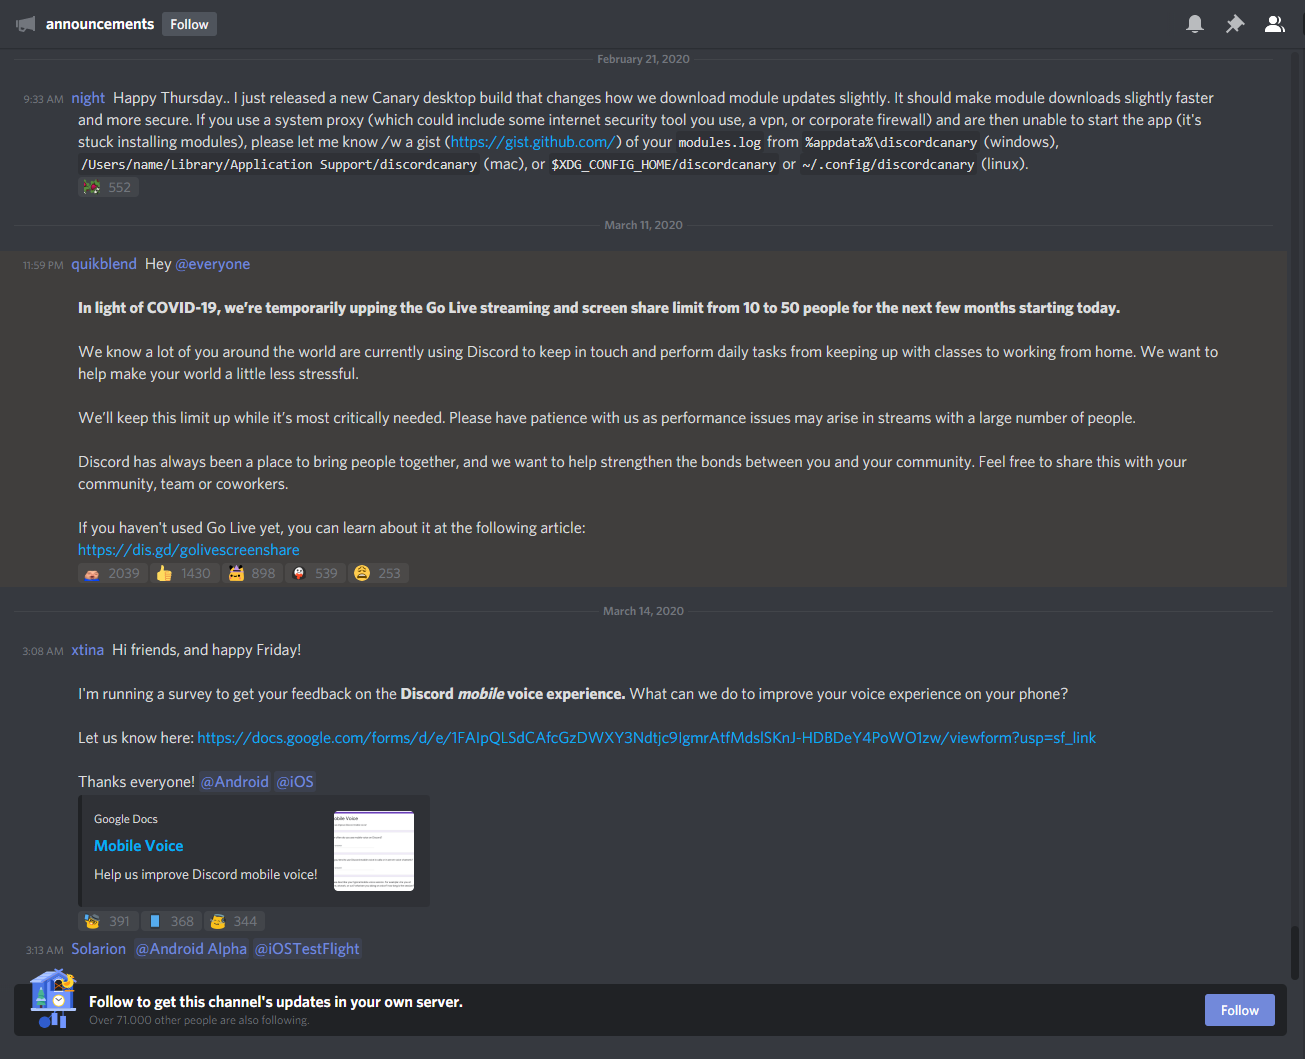 announcements Follow
February 21, 2020
9:33 AM night Happy Thursday.. I just released a new Canary desktop build that changes how we download module updates slightly. It should make module downloads slightly faster
and more secure. If you use a system proxy (which could include some internet security tool you use, a vpn, or corporate firewall) and are then unable to start the app (it's
stuck installing modules), please let me know /w a gist (https://gist.github.com/) of your modules.log from %appdata%\discordcanary (windows),
/Users/name/Library/Application Support/discordcanary (mac), or $XDG_CONFIG_HOME/discordcanary or ~/.config/discordcanary (linux).
552
March 11, 2020
11:59 PM quikblend Hey @everyone
In light of COVID-19, we’re temporarily upping the Go Live streaming and screen share limit from 10 to 50 people for the next few months starting today.
We know a lot of you around the world are currently using Discord to keep in touch and perform daily tasks from keeping up with classes to working from home. We want to
help make your world a little less stressful.
We’ll keep this limit up while it’s most critically needed. Please have patience with us as performance issues may arise in streams with a large number of people.
Discord has always been a place to bring people together, and we want to help strengthen the bonds between you and your community. Feel free to share this with your
community, team or coworkers.
If you haven't used Go Live yet, you can learn about it at the following article:
https://dis.gd/golivescreenshare
2039 1430 898 539 253
March 14, 2020
3:08 AM xtina Hi friends, and happy Friday!
I'm running a survey to get your feedback on the Discord mobile voice experience. What can we do to improve your voice experience on your phone?
Let us know here: https://docs.google.com/forms/d/e/1FAIpQLSdCAfcGzDWXY3Ndtjc9IgmrAtfMdslSKnJ-HDBDeY4PoWO1zw/viewform?usp=sf_link
Thanks everyone! @Android @iOS
Google Docs
Mobile Voice
Help us improve Discord mobile voice!
391 368 344
3:13 AM Solarion @Android Alpha @iOSTestFlight
Follow to get this channel's updates in your own server.
Over 71.000 other people are also following.
Follow